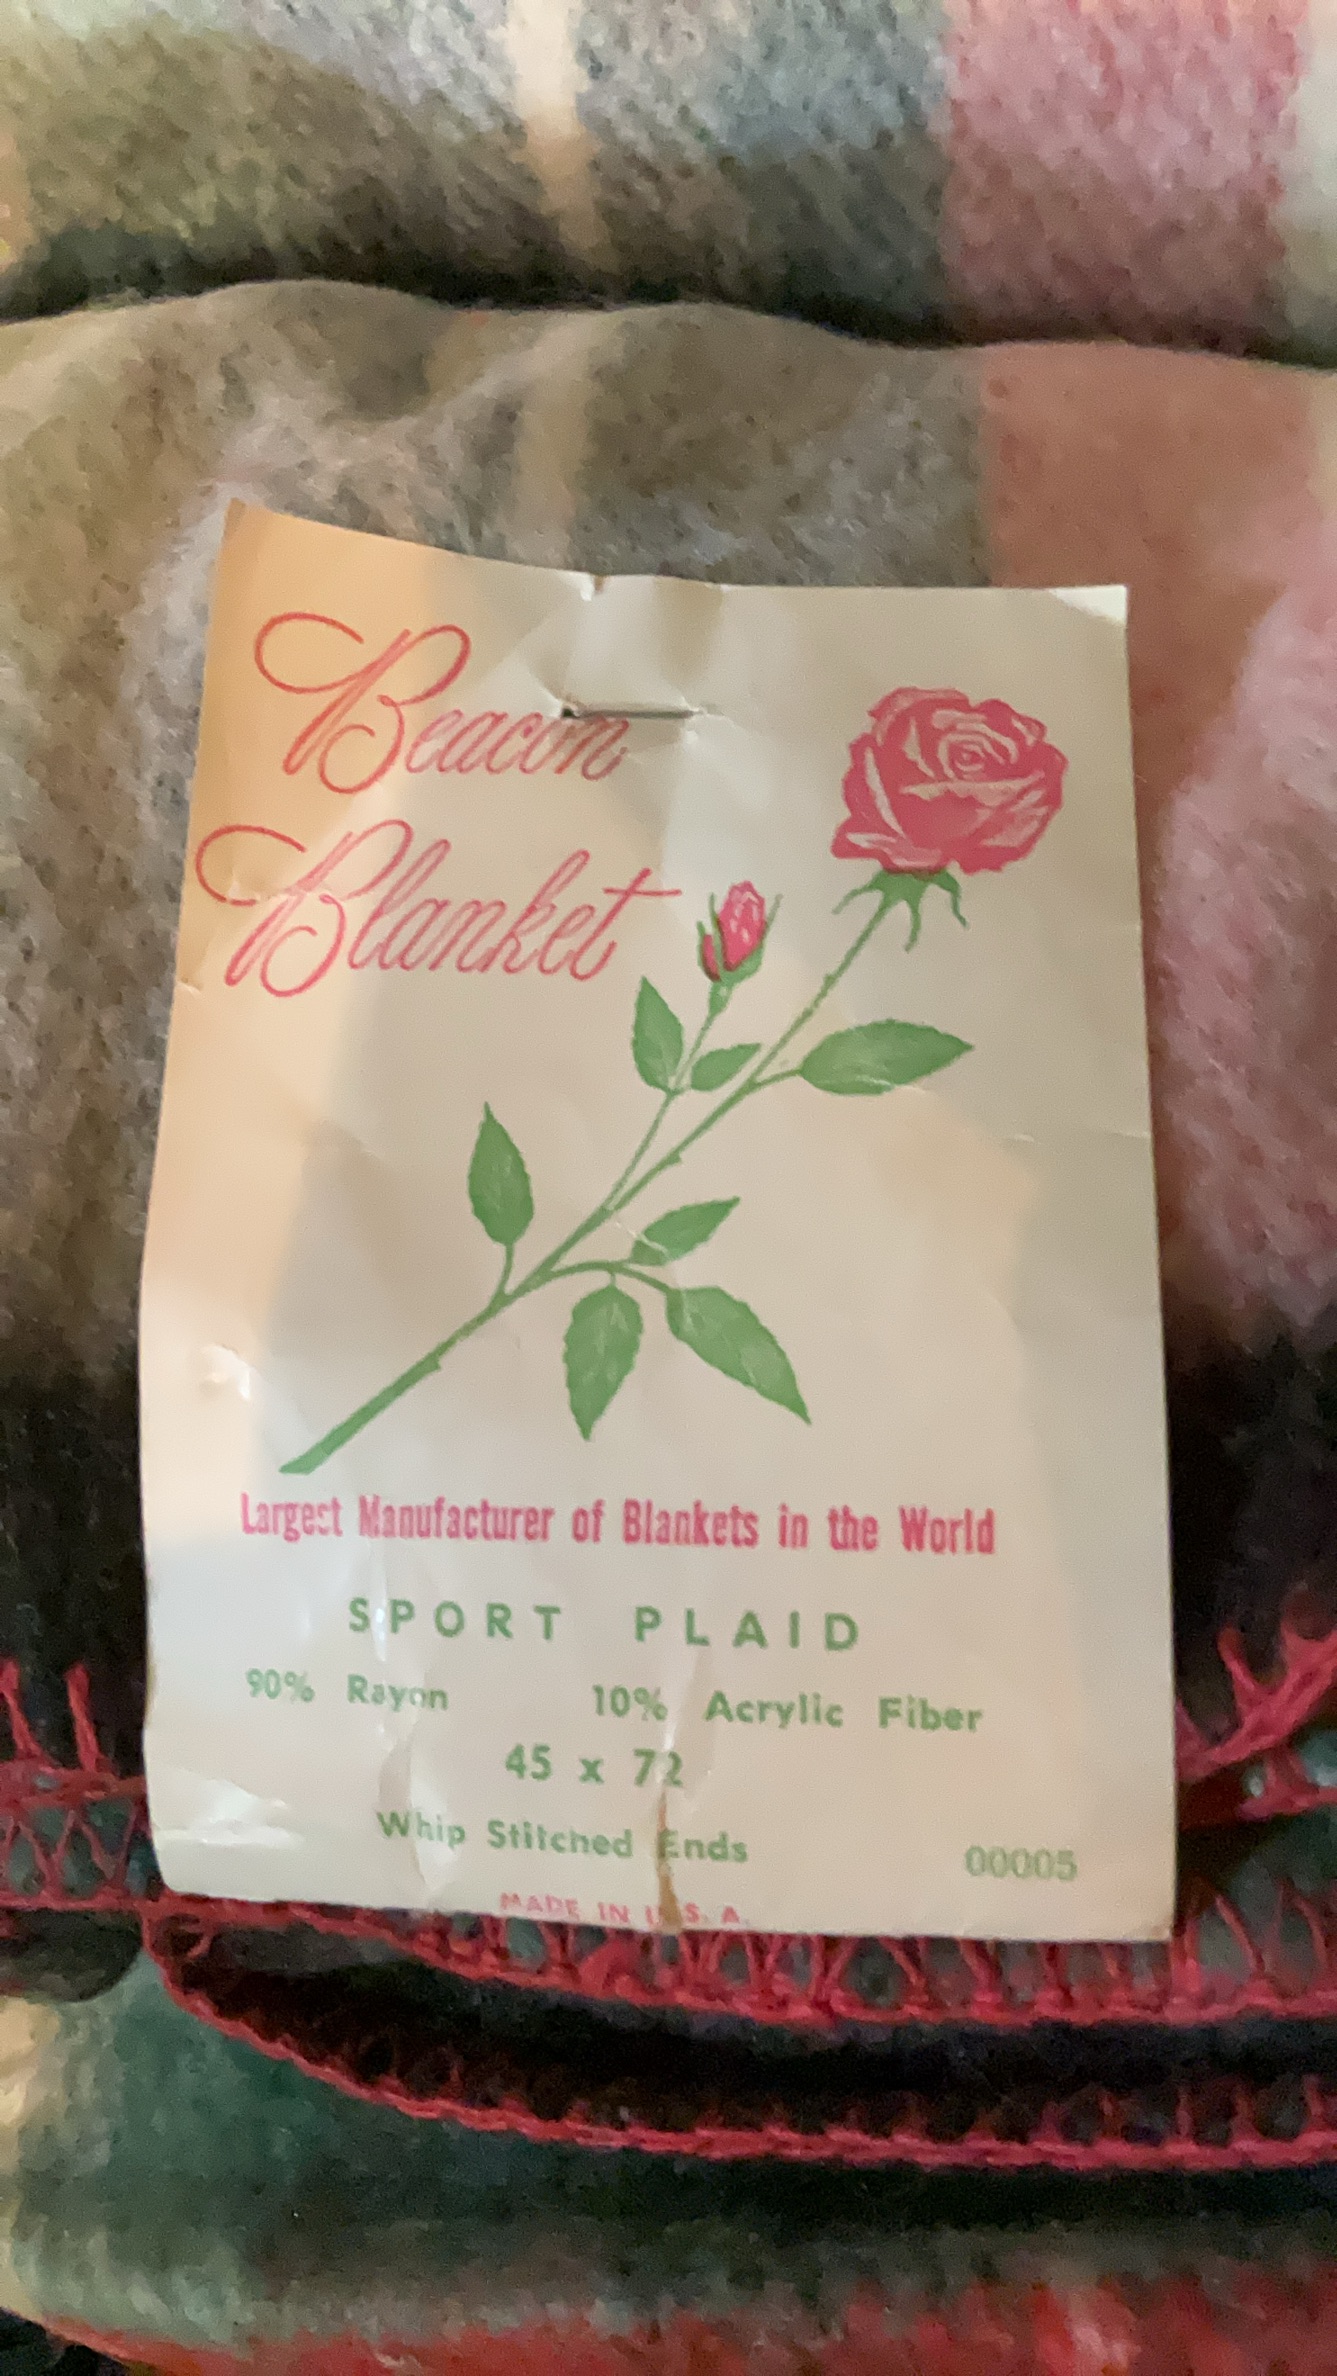 Beacon
Blanket
Largest Manufacturer of Blankets in the World
SPORT PLAID
90% Rayon 10% Acrylic Fiber
45 x 72
Whip Stitched Ends
00005
MADE IN U. S. A.